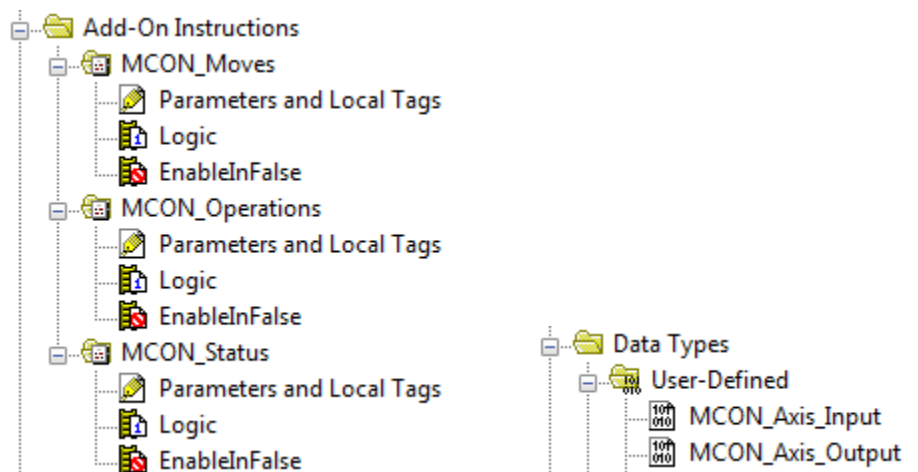 Add-On Instructions
MCON_Moves
Parameters and Local Tags
Logic
EnableInFalse
MCON_Operations
Parameters and Local Tags
Logic
EnableInFalse
MCON_Status
Parameters and Local Tags
Logic
EnableInFalse
Data Types
User-Defined
MCON_Axis_Input
MCON_Axis_Output